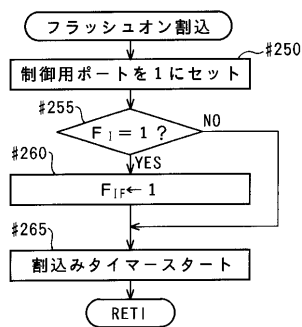 フラッシュオン割込
#250
制御用ポートを1にセット
#255
FI=1?
NO
YES
#260
FIF←1
#265
割込みタイマースタート
RETI